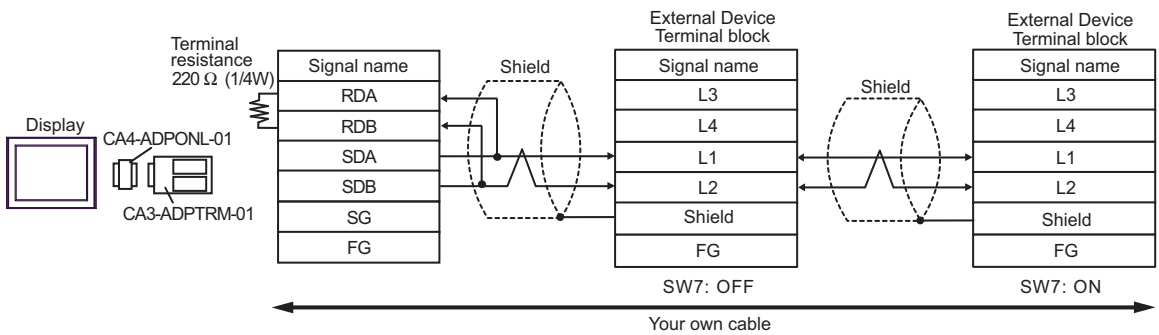 Display
CA4-ADPONL-01
CA3-ADPTRM-01
Terminal
resistance
220 Ω (1/4W)
Signal name
RDA
RDB
SDA
SDB
SG
FG
Shield
External Device
Terminal block
Signal name
L3
L4
L1
L2
Shield
FG
SW7: OFF
Shield
External Device
Terminal block
Signal name
L3
L4
L1
L2
Shield
FG
SW7: ON
Your own cable